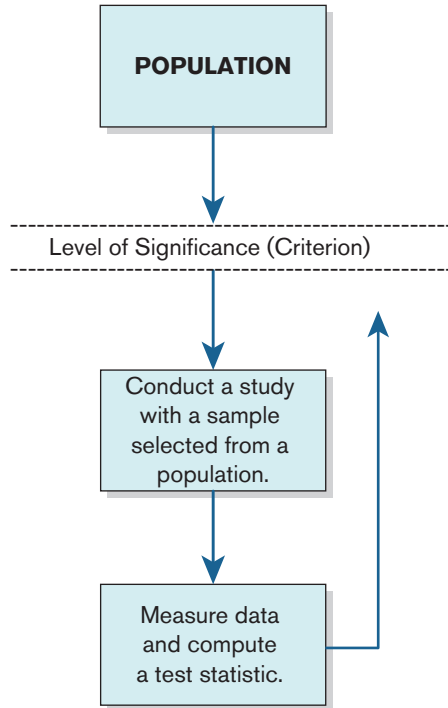 POPULATION
Level of Significance (Criterion)
Conduct a study
with a sample
selected from a
population.
Measure data
and compute
a test statistic.